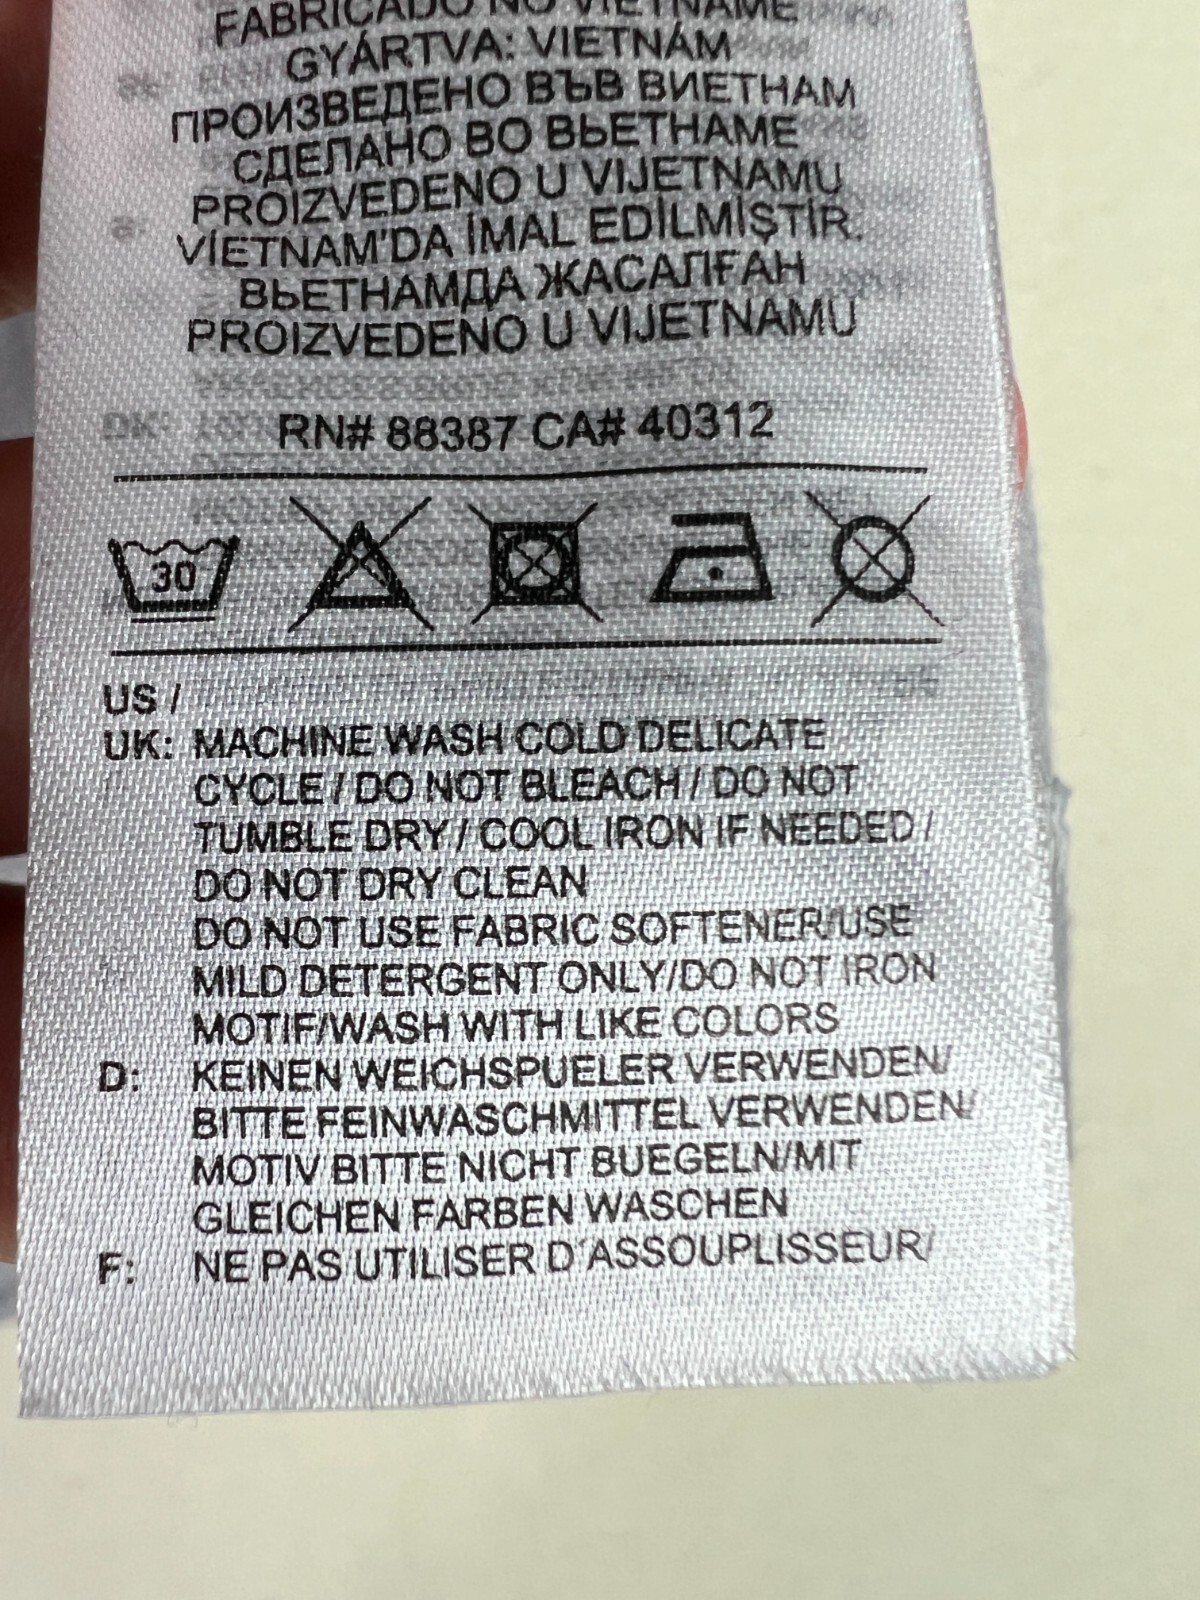 FABRICADO NO VIETNAME
GYÁRTVA: VIETNÁM
ПРОИЗВЕДЕНО ВЪВ ВИЕТНАМ
СДЕЛАНО ВО ВЬЕТНАМЕ
PROIZVEDENO U VIJETNAMU
VİETNAM'DA İMAL EDİLMİŞTİR.
ВЬЕТНАМДА ЖАСАЛҒАН
PROIZVEDENO U VIJETNAMU
DK:
RN# 88387 CA# 40312
30
US /
UK: MACHINE WASH COLD DELICATE
CYCLE / DO NOT BLEACH / DO NOT
TUMBLE DRY / COOL IRON IF NEEDED /
DO NOT DRY CLEAN
DO NOT USE FABRIC SOFTENER/USE
MILD DETERGENT ONLY/DO NOT IRON
MOTIF/WASH WITH LIKE COLORS
D: KEINEN WEICHSPUELER VERWENDEN/
BITTE FEINWASCHMITTEL VERWENDEN/
MOTIV BITTE NICHT BUEGELN/MIT
GLEICHEN FARBEN WASCHEN
F: NE PAS UTILISER D´ASSOUPLISSEUR/